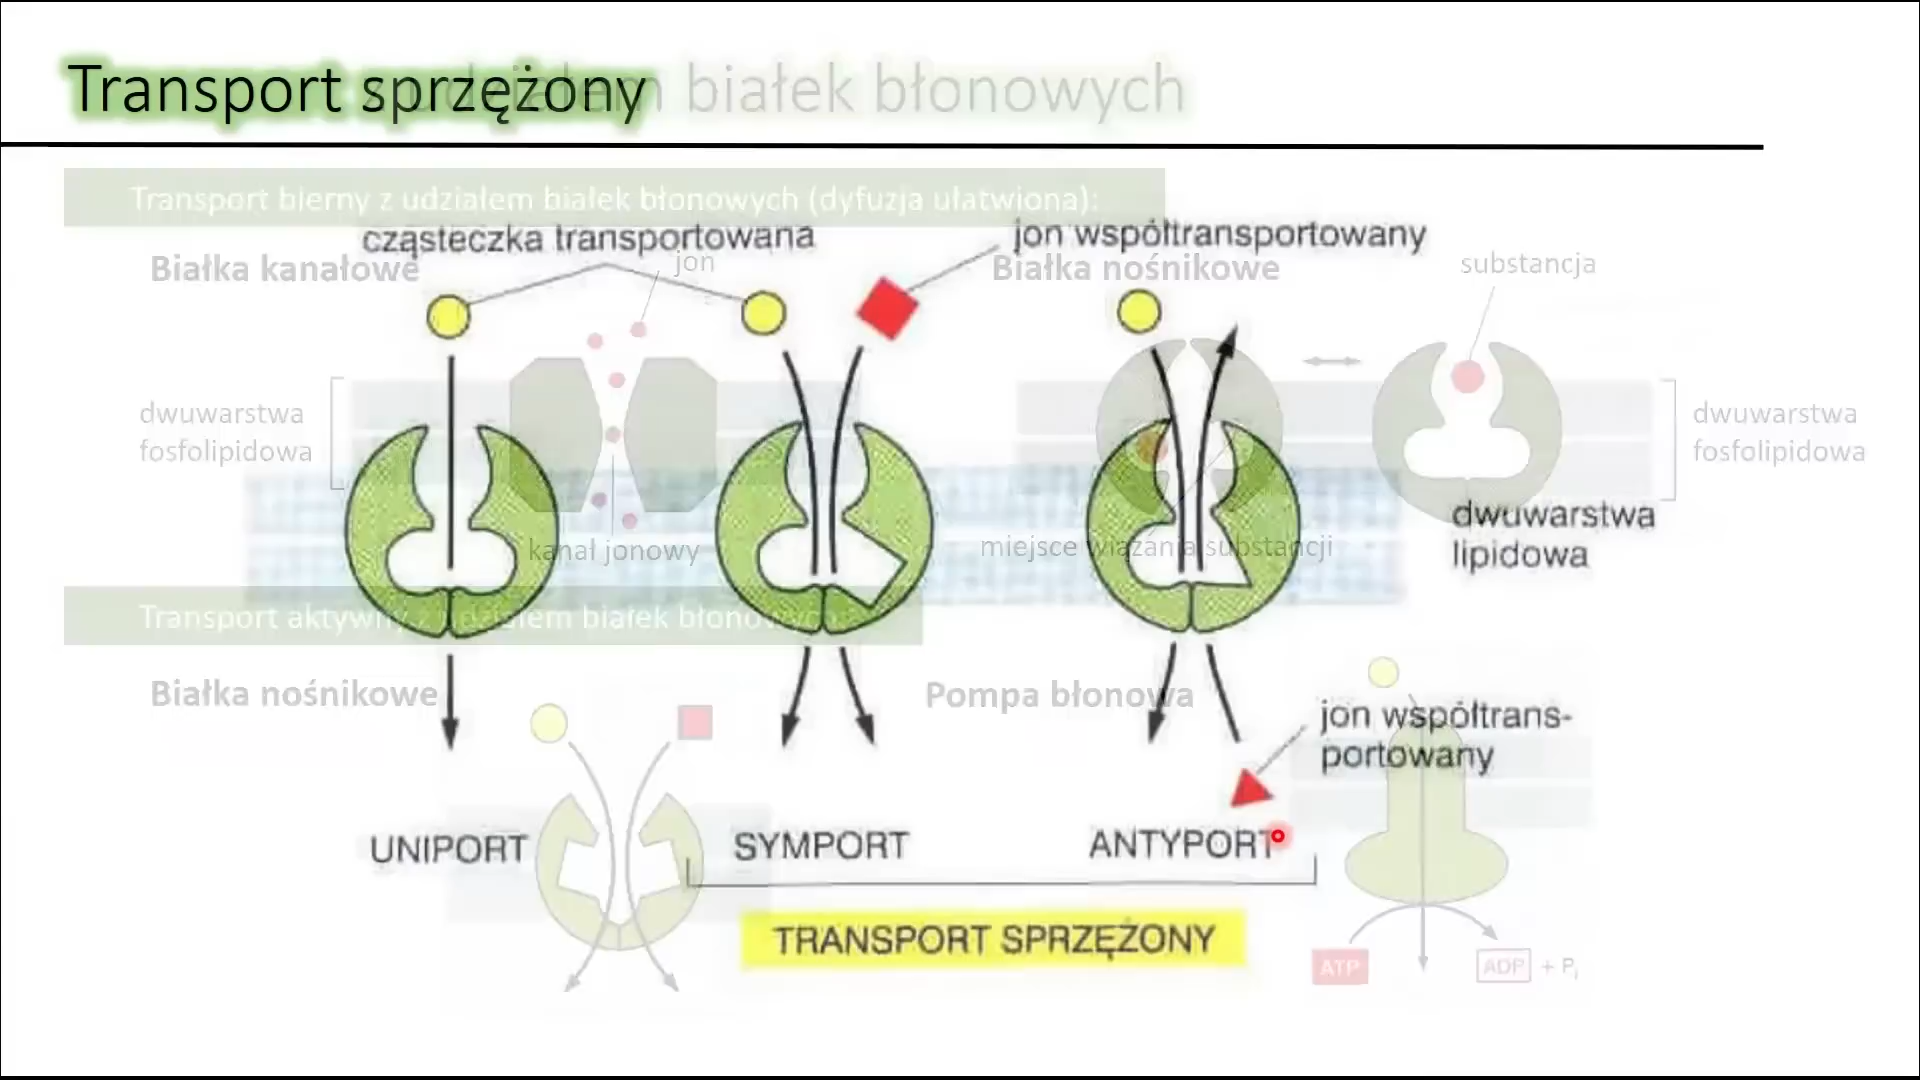 Transport sprzężony
z udziałem białek błonowych
Transport bierny z udziałem białek błonowych (dyfuzja ułatwiona):
cząsteczka transportowana
jon współtransportowany
Białka kanałowe
jon
Białka nośnikowe
substancja
dwuwarstwa
fosfolipidowa
dwuwarstwa
fosfolipidowa
kanał jonowy
miejsce wiązania substancji
dwuwarstwa
lipidowa
Transport aktywny z udziałem białek błonowych:
Białka nośnikowe
Pompa błonowa
jon współtrans-
portowany
UNIPORT
SYMPORT
ANTYPORT
TRANSPORT SPRZĘŻONY
ATP
ADP + Pi